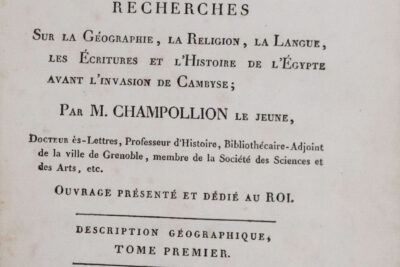 RECHERCHES
SUR LA GÉOGRAPHIE, LA RELIGION, LA LANGUE,
LES ÉCRITURES ET L'HISTOIRE DE L'ÉGYPTE
AVANT L'INVASION DE CAMBYSE;
PAR M. CHAMPOLLION LE JEUNE,
DOCTEUR ÈS-LETTRES, Professeur d'Histoire, Bibliothécaire-Adjoint
de la ville de Grenoble, membre de la Société des Sciences et
des Arts, etc.
OUVRAGE PRÉSENTÉ ET DÉDIÉ AU ROI.
DESCRIPTION GÉOGRAPHIQUE,
TOME PREMIER.